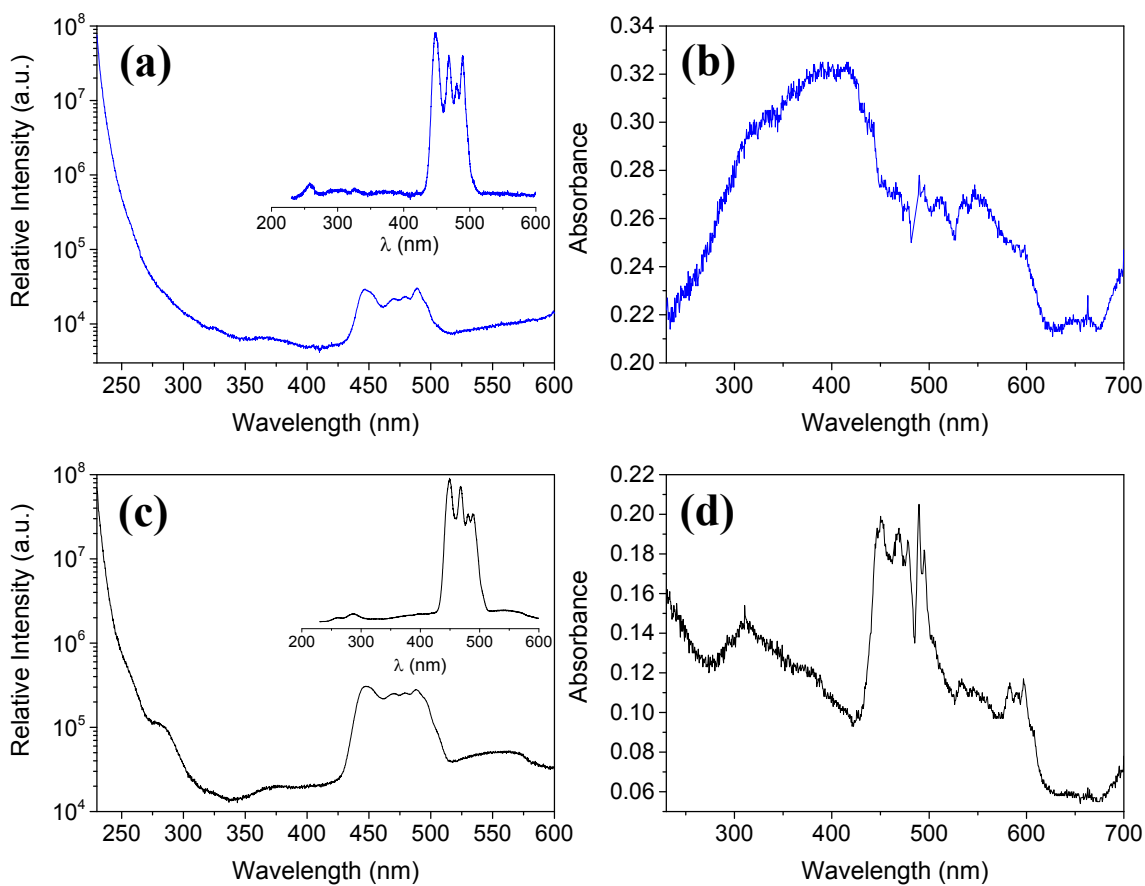 (a)
Relative Intensity (a.u.)
10^8
10^7
10^6
10^5
10^4
250 300 350 400 450 500 550 600
Wavelength (nm)
200 300 400 500 600
λ (nm)
(b)
Absorbance
0.34
0.32
0.30
0.28
0.26
0.24
0.22
0.20
300 400 500 600 700
Wavelength (nm)
(c)
Relative Intensity (a.u.)
10^8
10^7
10^6
10^5
10^4
250 300 350 400 450 500 550 600
Wavelength (nm)
200 300 400 500 600
λ (nm)
(d)
Absorbance
0.22
0.20
0.18
0.16
0.14
0.12
0.10
0.08
0.06
300 400 500 600 700
Wavelength (nm)